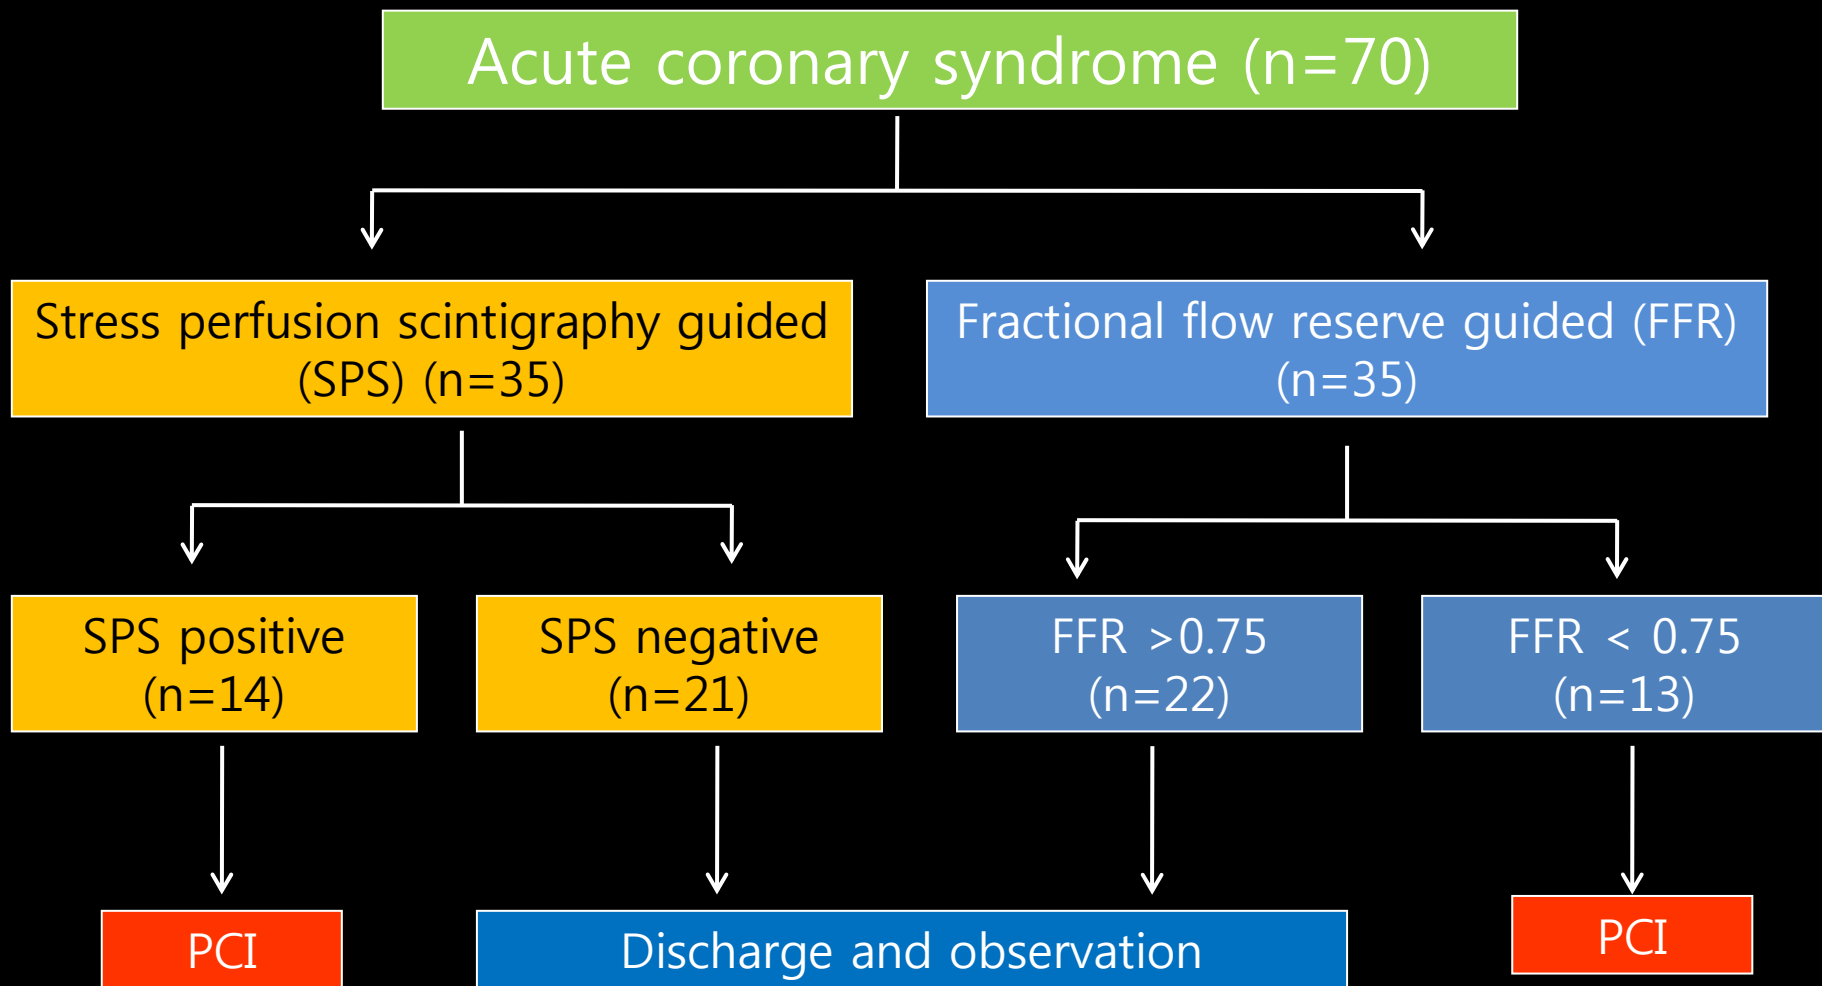 Acute coronary syndrome (n=70)
Stress perfusion scintigraphy guided
(SPS) (n=35)
Fractional flow reserve guided (FFR)
(n=35)
SPS positive
(n=14)
SPS negative
(n=21)
FFR >0.75
(n=22)
FFR < 0.75
(n=13)
PCI
Discharge and observation
PCI